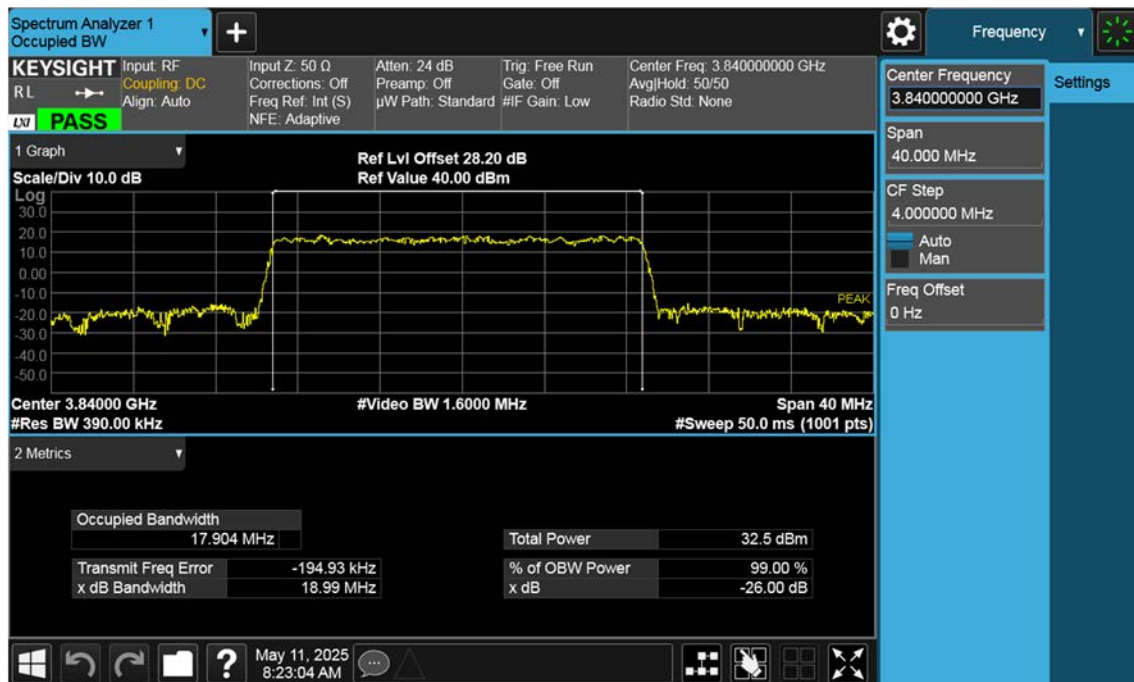 Spectrum Analyzer 1
Occupied BW
+
Frequency
KEYSIGHT
RL
LXI PASS
Input: RF
Coupling: DC
Align: Auto
Input Z: 50 Ω
Corrections: Off
Freq Ref: Int (S)
NFE: Adaptive
Atten: 24 dB
Preamp: Off
µW Path: Standard
Trig: Free Run
Gate: Off
#IF Gain: Low
Center Freq: 3.840000000 GHz
Avg|Hold: 50/50
Radio Std: None
Center Frequency
3.840000000 GHz
Settings
Span
40.000 MHz
CF Step
4.000000 MHz
Auto
Man
Freq Offset
0 Hz
1 Graph
Scale/Div 10.0 dB
Ref Lvl Offset 28.20 dB
Ref Value 40.00 dBm
Log
30.0
20.0
10.0
0.00
-10.0
PEAK
-20.0
-30.0
-40.0
-50.0
Center 3.84000 GHz
#Video BW 1.6000 MHz
Span 40 MHz
#Res BW 390.00 kHz
#Sweep 50.0 ms (1001 pts)
2 Metrics
Occupied Bandwidth
17.904 MHz
Total Power 32.5 dBm
Transmit Freq Error -194.93 kHz
% of OBW Power 99.00 %
x dB Bandwidth 18.99 MHz
x dB -26.00 dB
?
May 11, 2025
8:23:04 AM